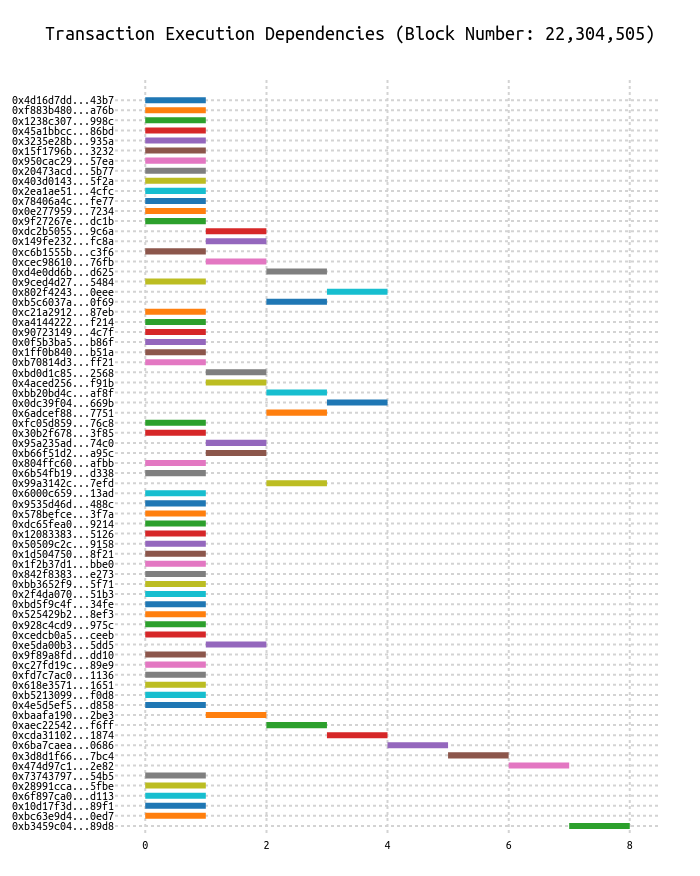 Transaction Execution Dependencies (Block Number: 22,304,505)
0x4d16d7dd...43b7
0xf883b480...a76b
0x1238c307...998c
0x45a1bbcc...86bd
0x3235e28b...935a
0x15f1796b...3232
0x950cac29...57ea
0x20473acd...5b77
0x403d0143...5f2a
0x2ea1ae51...4cfc
0x78406a4c...fe77
0x0e277959...7234
0x9f27267e...dc1b
0xdc2b5055...9c6a
0x149fe232...fc8a
0xc6b1555b...c3f6
0xcec98610...76fb
0xd4e0dd6b...d625
0x9ced4d27...5484
0x802f4243...0eee
0xb5c6037a...0f69
0xc21a2912...87eb
0xa4144222...f214
0x90723149...4c7f
0x0f5b3ba5...b86f
0x1ff0b840...b51a
0xb70814d3...ff21
0xbd0d1c85...2568
0x4aced256...f91b
0xbb20bd4c...af8f
0x0dc39f04...669b
0x6adcef88...7751
0xfc05d859...76c8
0x30b2f678...3f85
0x95a235ad...74c0
0xb66f51d2...a95c
0x804ffc60...afbb
0x6b54fb19...d338
0x99a3142c...7efd
0x6000c659...13ad
0x9535d46d...488c
0x578befce...3f7a
0xdc65fea0...9214
0x12083383...5126
0x50509c2c...9158
0x1d504750...8f21
0x1f2b37d1...bbe0
0x842f8383...e273
0xbb3652f9...5f71
0x2f4da070...51b3
0xbd5f9c4f...34fe
0x525429b2...8ef3
0x928c4cd9...975c
0xcedcb0a5...ceeb
0xe5da00b3...5dd5
0x9f89a8fd...dd10
0xc27fd19c...89e9
0xfd7c7ac0...1136
0x618e3571...1651
0xb5213099...f0d8
0x4e5d5ef5...d858
0xbaafa190...2be3
0xaec22542...f6ff
0xcda31102...1874
0x6ba7caea...0686
0x3d8d1f66...7bc4
0x474d97c1...2e82
0x73743797...54b5
0x28991cca...5fbe
0x6f897ca0...d113
0x10d17f3d...89f1
0xbc63e9d4...0ed7
0xb3459c04...89d8
0 2 4 6 8